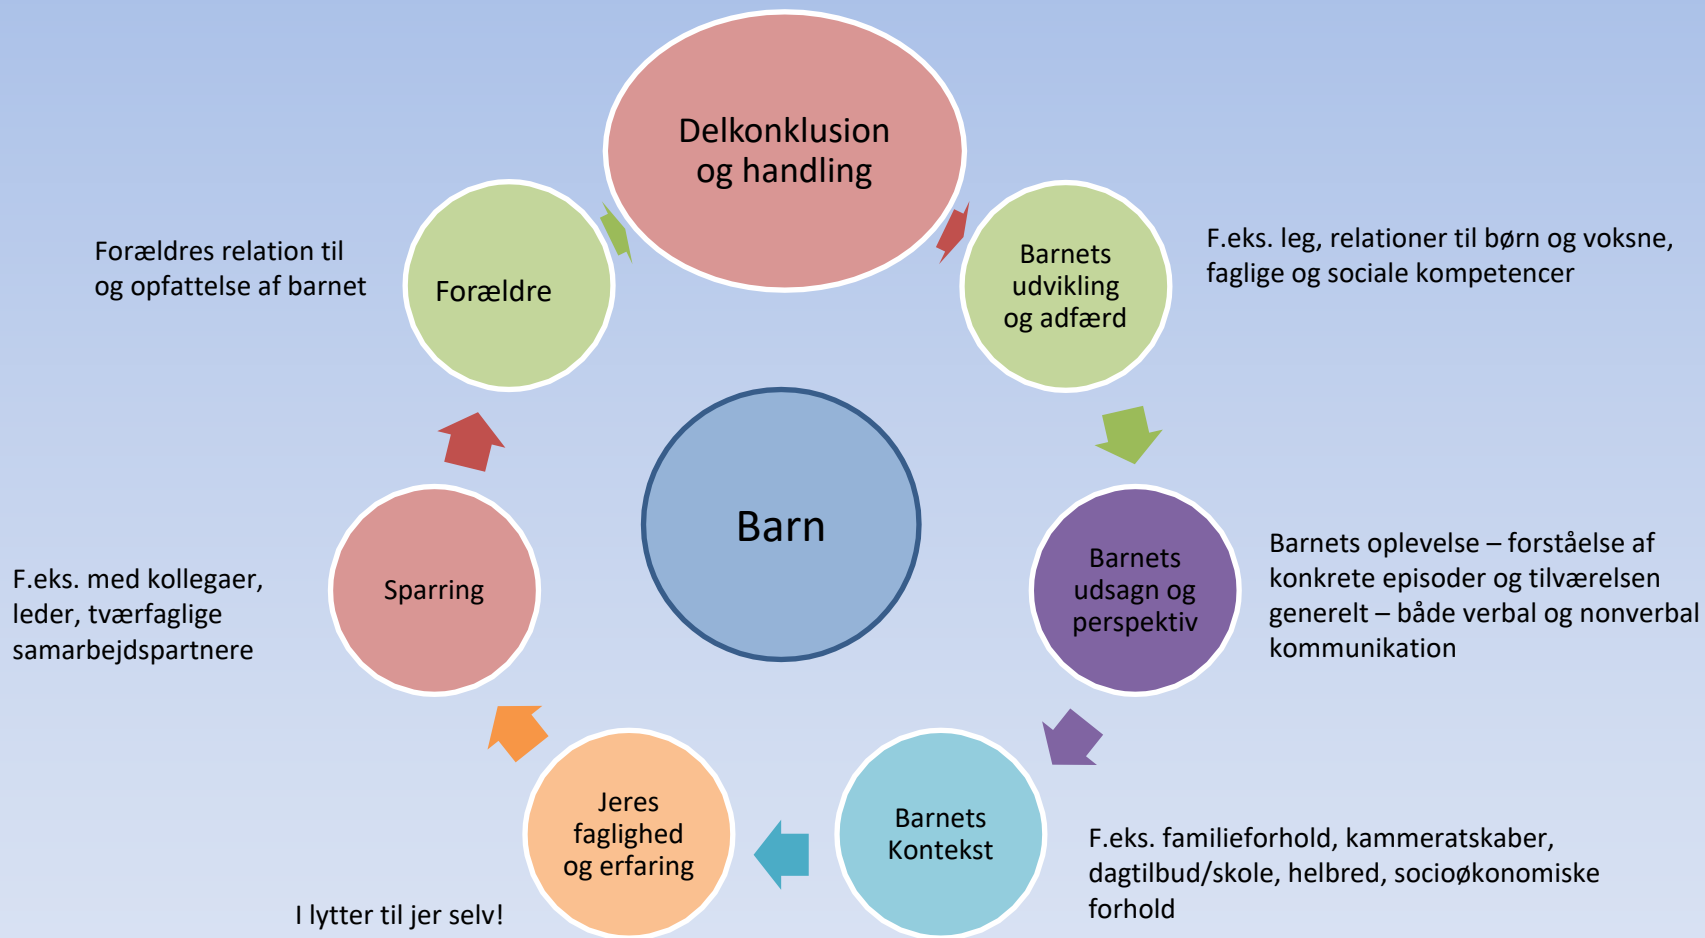 Delkonklusion
og handling
Barnets
udvikling
og adfærd
F.eks. leg, relationer til børn og voksne,
faglige og sociale kompetencer
Barnets
udsagn og
perspektiv
Barnets oplevelse – forståelse af
konkrete episoder og tilværelsen
generelt – både verbal og nonverbal
kommunikation
Barnets
Kontekst
F.eks. familieforhold, kammeratskaber,
dagtilbud/skole, helbred, socioøkonomiske
forhold
Jeres
faglighed
og erfaring
I lytter til jer selv!
Sparring
F.eks. med kollegaer,
leder, tværfaglige
samarbejdspartnere
Forældre
Forældres relation til
og opfattelse af barnet
Barn